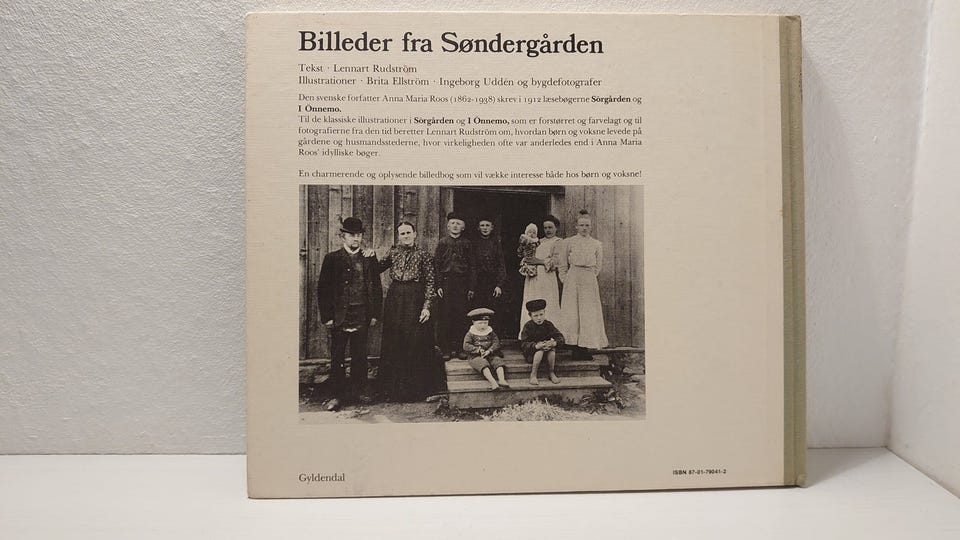 Billeder fra Søndergården
Tekst · Lennart Rudström
Illustrationer · Brita Ellström · Ingeborg Uddén og bygdefotografer
Den svenske forfatter Anna Maria Roos (1862-1938) skrev i 1912 læsebøgerne Sörgården og
I Önnemo.
Til de klassiske illustrationer i Sörgården og I Önnemo, som er forstørret og farvelagt og til
fotografierne fra den tid beretter Lennart Rudström om, hvordan børn og voksne levede på
gårdene og husmandsstederne, hvor virkeligheden ofte var anderledes end i Anna Maria
Roos' idylliske bøger.
En charmerende og oplysende billedbog som vil vække interesse både hos børn og voksne!
Gyldendal
ISBN 87-01-79041-2